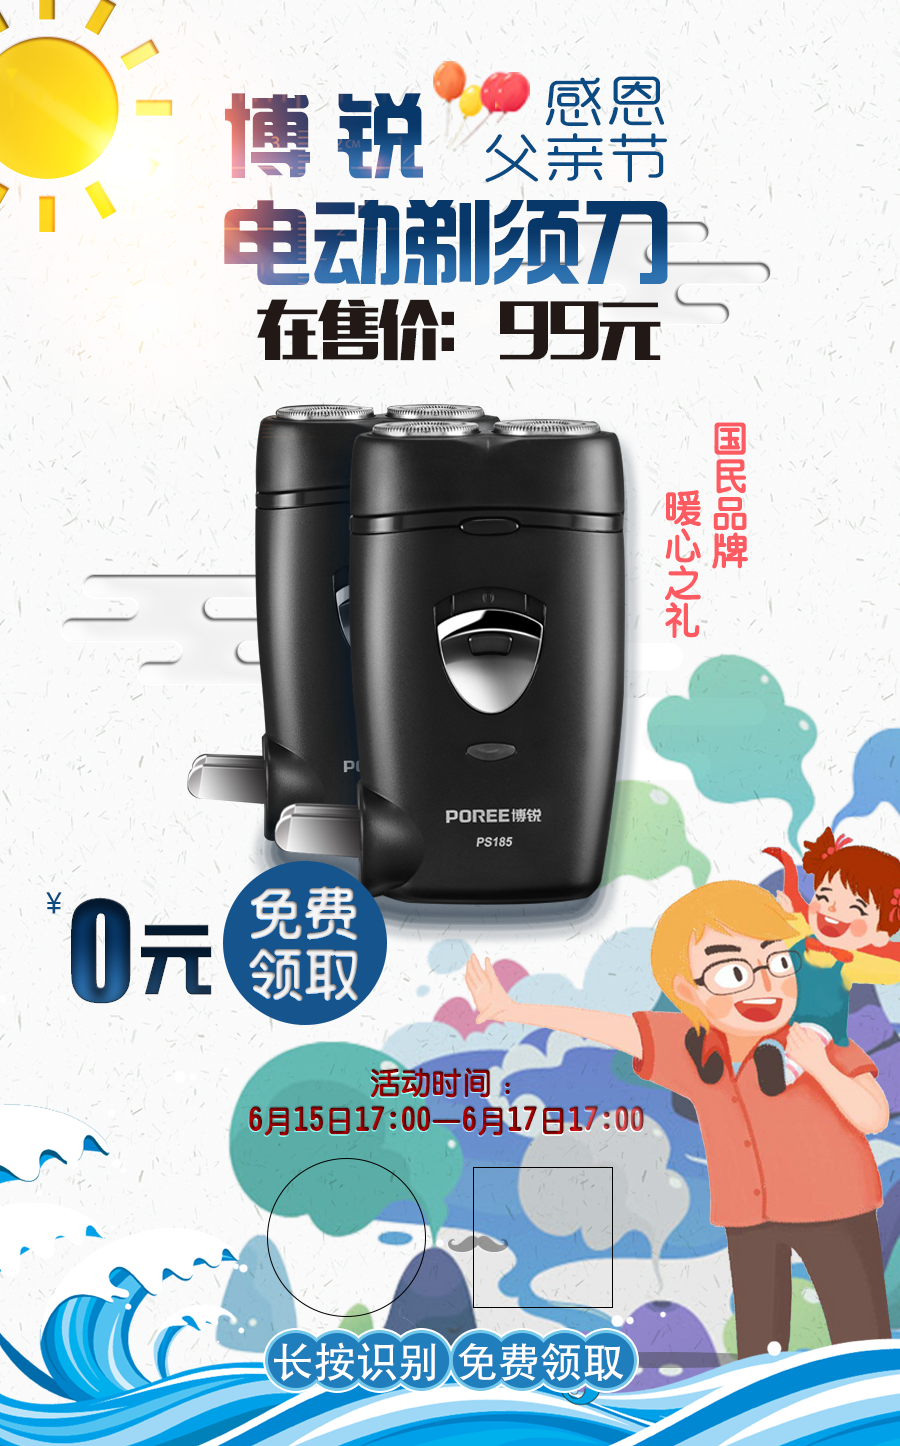 感恩
父亲节
博锐
电动剃须刀
在售价：99元
国民品牌
暖心之礼
POREE博锐
PS185
¥0元
免费
领取
活动时间：
6月15日17:00—6月17日17:00
长按识别 免费领取